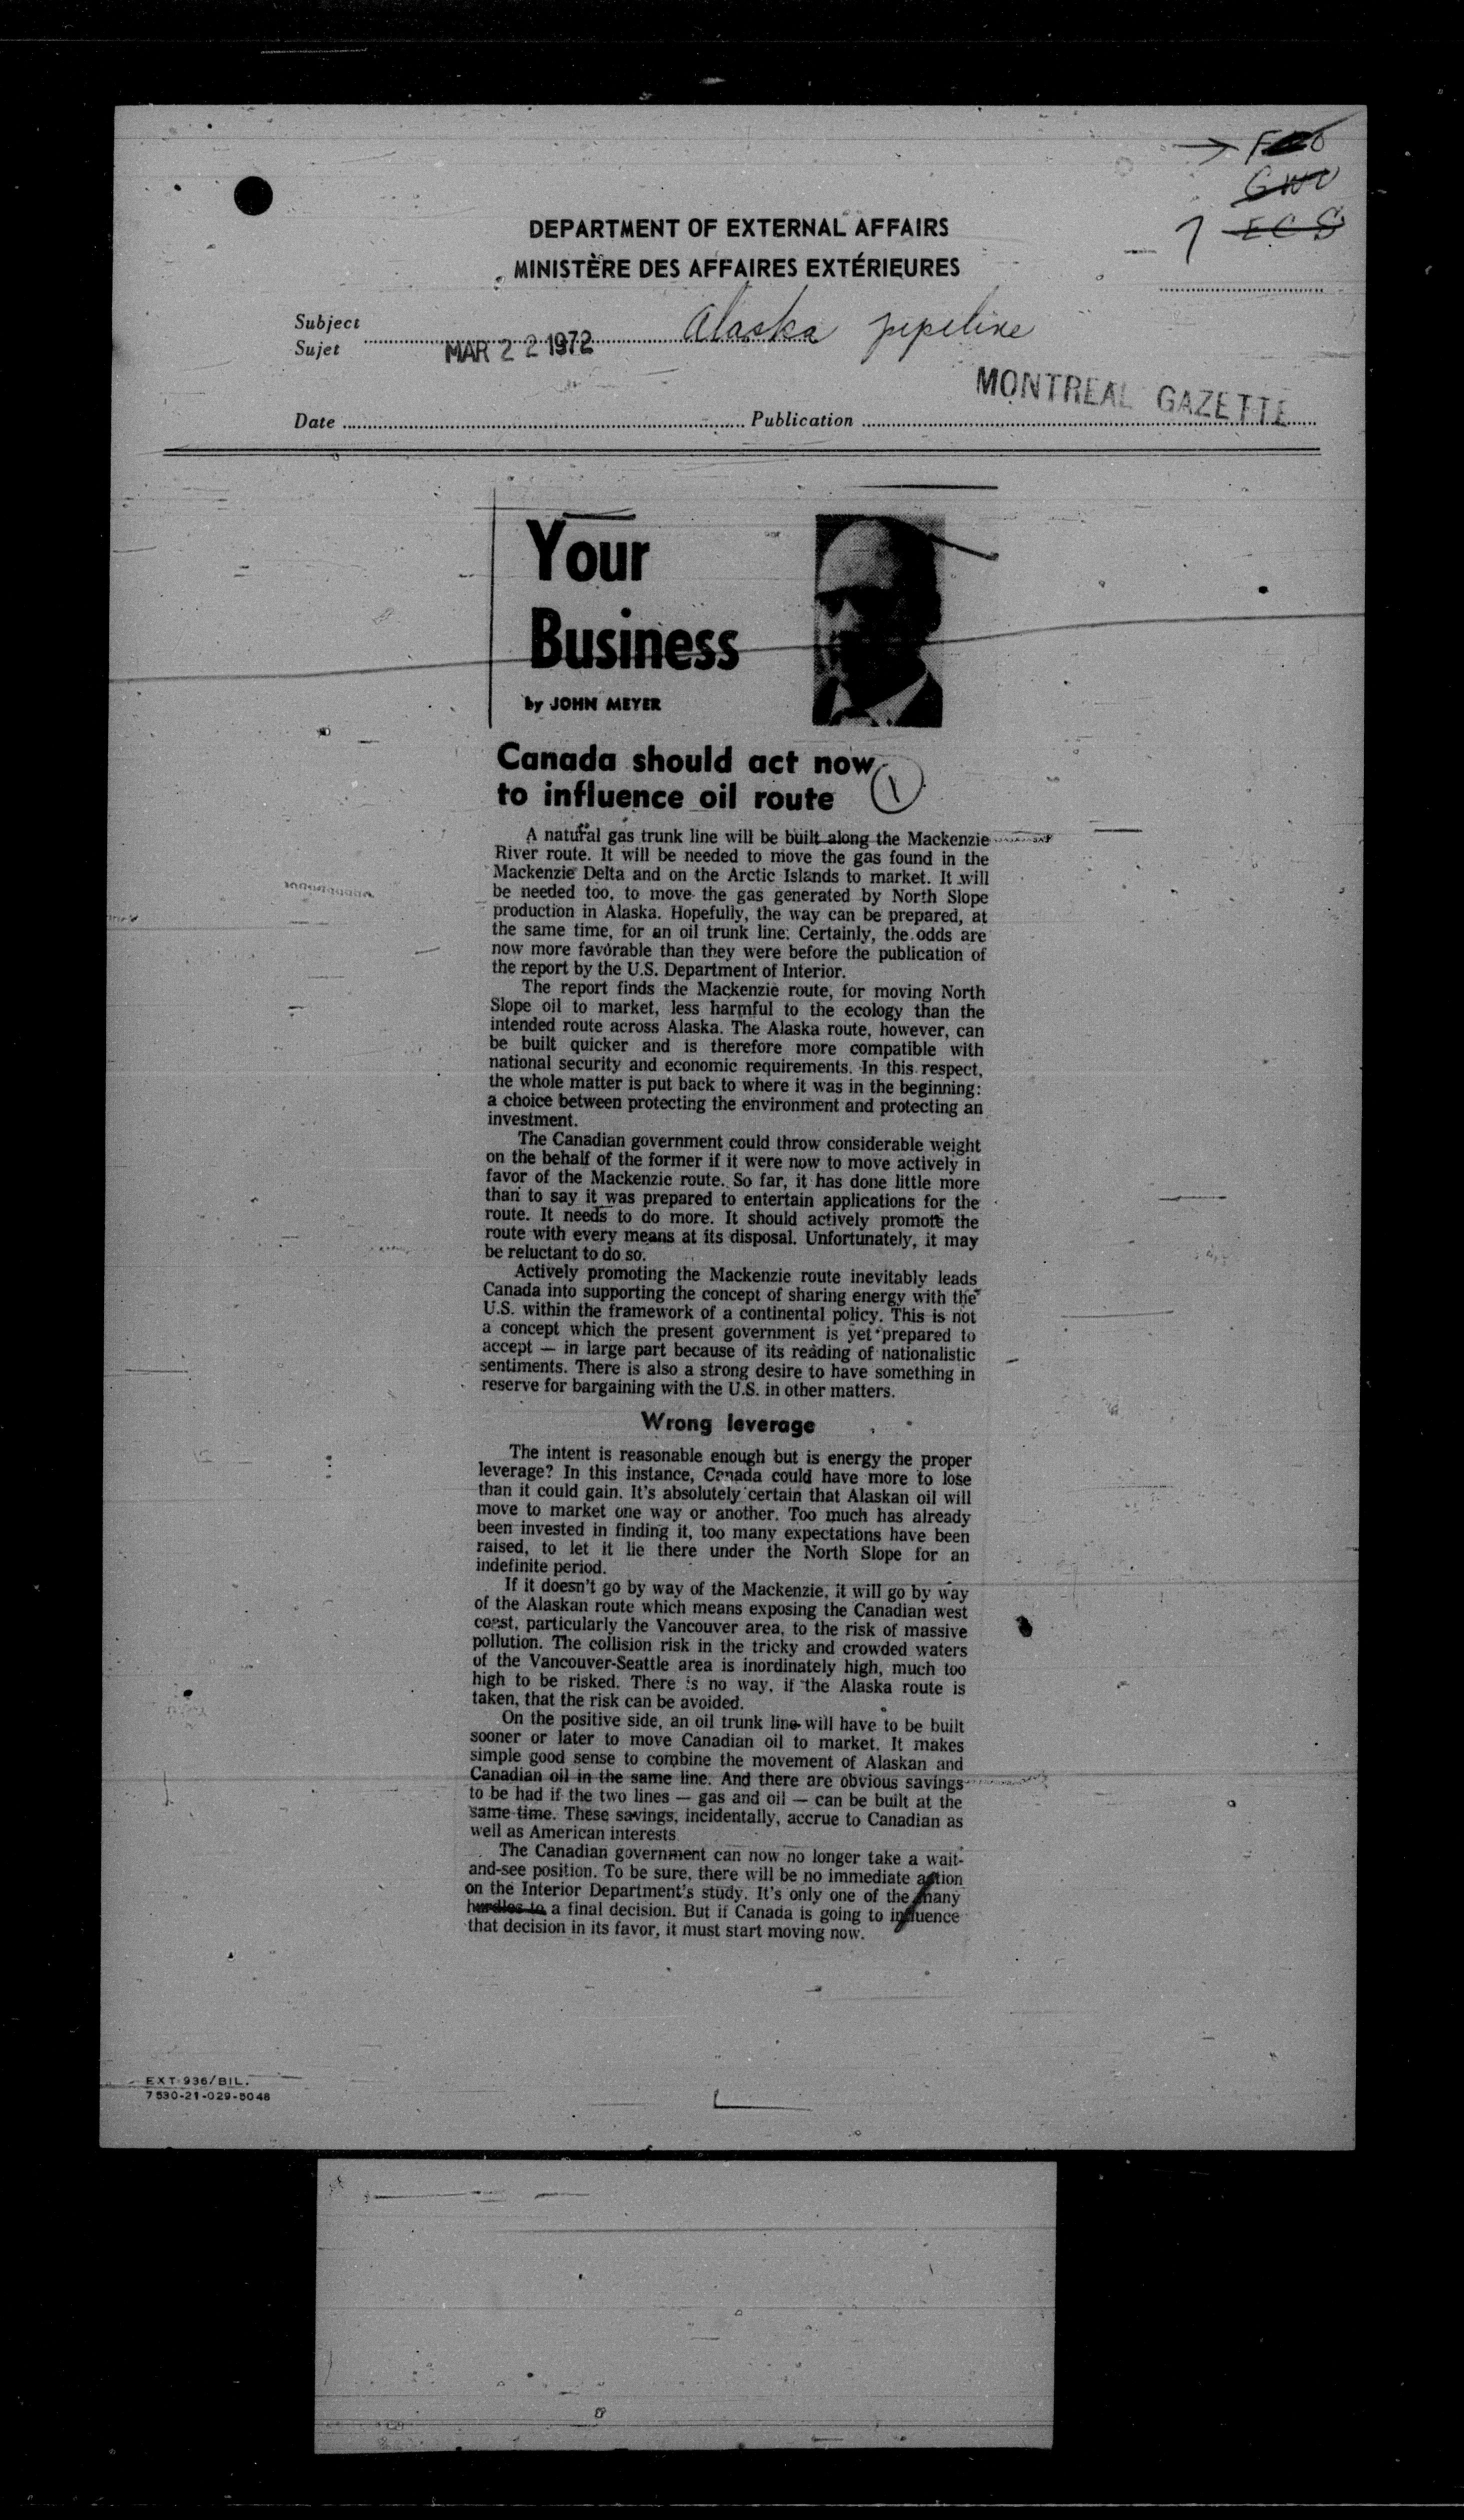 GWU
ECS
DEPARTMENT OF EXTERNAL AFFAIRS
MINISTÈRE DES AFFAIRES EXTÉRIEURES
Subject
Sujet
Alaska pipeline
MAR 22 1972
MONTREAL GAZETTE
Date
Publication
Your
Business
by JOHN MEYER
Canada should act now
to influence oil route
1
A natural gas trunk line will be built along the Mackenzie
River route. It will be needed to move the gas found in the
Mackenzie Delta and on the Arctic Islands to market. It will
be needed too, to move the gas generated by North Slope
production in Alaska. Hopefully, the way can be prepared, at
the same time, for an oil trunk line. Certainly, the odds are
now more favorable than they were before the publication of
the report by the U.S. Department of Interior.
The report finds the Mackenzie route, for moving North
Slope oil to market, less harmful to the ecology than the
intended route across Alaska. The Alaska route, however, can
be built quicker and is therefore more compatible with
national security and economic requirements. In this respect,
the whole matter is put back to where it was in the beginning:
a choice between protecting the environment and protecting an
investment.
The Canadian government could throw considerable weight
on the behalf of the former if it were now to move actively in
favor of the Mackenzie route. So far, it has done little more
than to say it was prepared to entertain applications for the
route. It needs to do more. It should actively promote the
route with every means at its disposal. Unfortunately, it may
be reluctant to do so.
Actively promoting the Mackenzie route inevitably leads
Canada into supporting the concept of sharing energy with the
U.S. within the framework of a continental policy. This is not
a concept which the present government is yet prepared to
accept — in large part because of its reading of nationalistic
sentiments. There is also a strong desire to have something in
reserve for bargaining with the U.S. in other matters.
Wrong leverage
The intent is reasonable enough but is energy the proper
leverage? In this instance, Canada could have more to lose
than it could gain. It's absolutely certain that Alaskan oil will
move to market one way or another. Too much has already
been invested in finding it, too many expectations have been
raised, to let it lie there under the North Slope for an
indefinite period.
If it doesn't go by way of the Mackenzie, it will go by way
of the Alaskan route which means exposing the Canadian west
coast, particularly the Vancouver area, to the risk of massive
pollution. The collision risk in the tricky and crowded waters
of the Vancouver-Seattle area is inordinately high, much too
high to be risked. There is no way, if the Alaska route is
taken, that the risk can be avoided.
On the positive side, an oil trunk line will have to be built
sooner or later to move Canadian oil to market. It makes
simple good sense to combine the movement of Alaskan and
Canadian oil in the same line. And there are obvious savings
to be had if the two lines — gas and oil — can be built at the
same time. These savings, incidentally, accrue to Canadian as
well as American interests
The Canadian government can now no longer take a wait-
and-see position. To be sure, there will be no immediate action
on the Interior Department's study. It's only one of the many
hurdles to a final decision. But if Canada is going to influence
that decision in its favor, it must start moving now.
EXT 936/BIL.
7530-21-029-5048